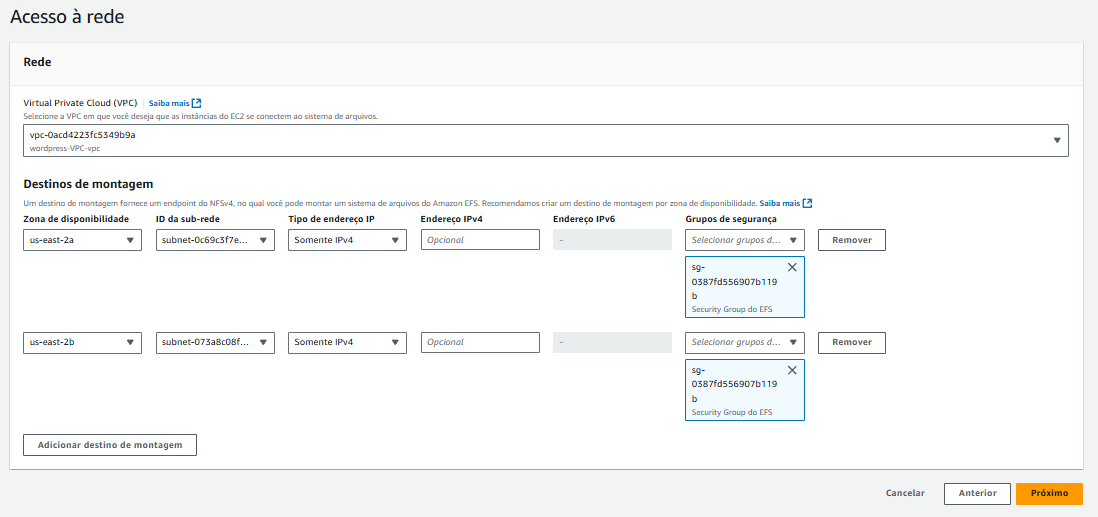 Acesso à rede
Rede
Virtual Private Cloud (VPC) Saiba mais
Selecione a VPC em que você deseja que as instâncias do EC2 se conectem ao sistema de arquivos.
vpc-0acd4223fc5349b9a
wordpress-VPC-vpc
Destinos de montagem
Um destino de montagem fornece um endpoint do NFSv4, no qual você pode montar um sistema de arquivos do Amazon EFS. Recomendamos criar um destino de montagem por zona de disponibilidade. Saiba mais
Zona de disponibilidade ID da sub-rede Tipo de endereço IP Endereço IPv4 Endereço IPv6 Grupos de segurança
us-east-2a subnet-0c69c3f7e... Somente IPv4 Opcional - Selecionar grupos d... Remover
sg-
0387fd556907b119
b
Security Group do EFS
us-east-2b subnet-073a8c08f... Somente IPv4 Opcional - Selecionar grupos d... Remover
sg-
0387fd556907b119
b
Security Group do EFS
Adicionar destino de montagem
Cancelar Anterior Próximo